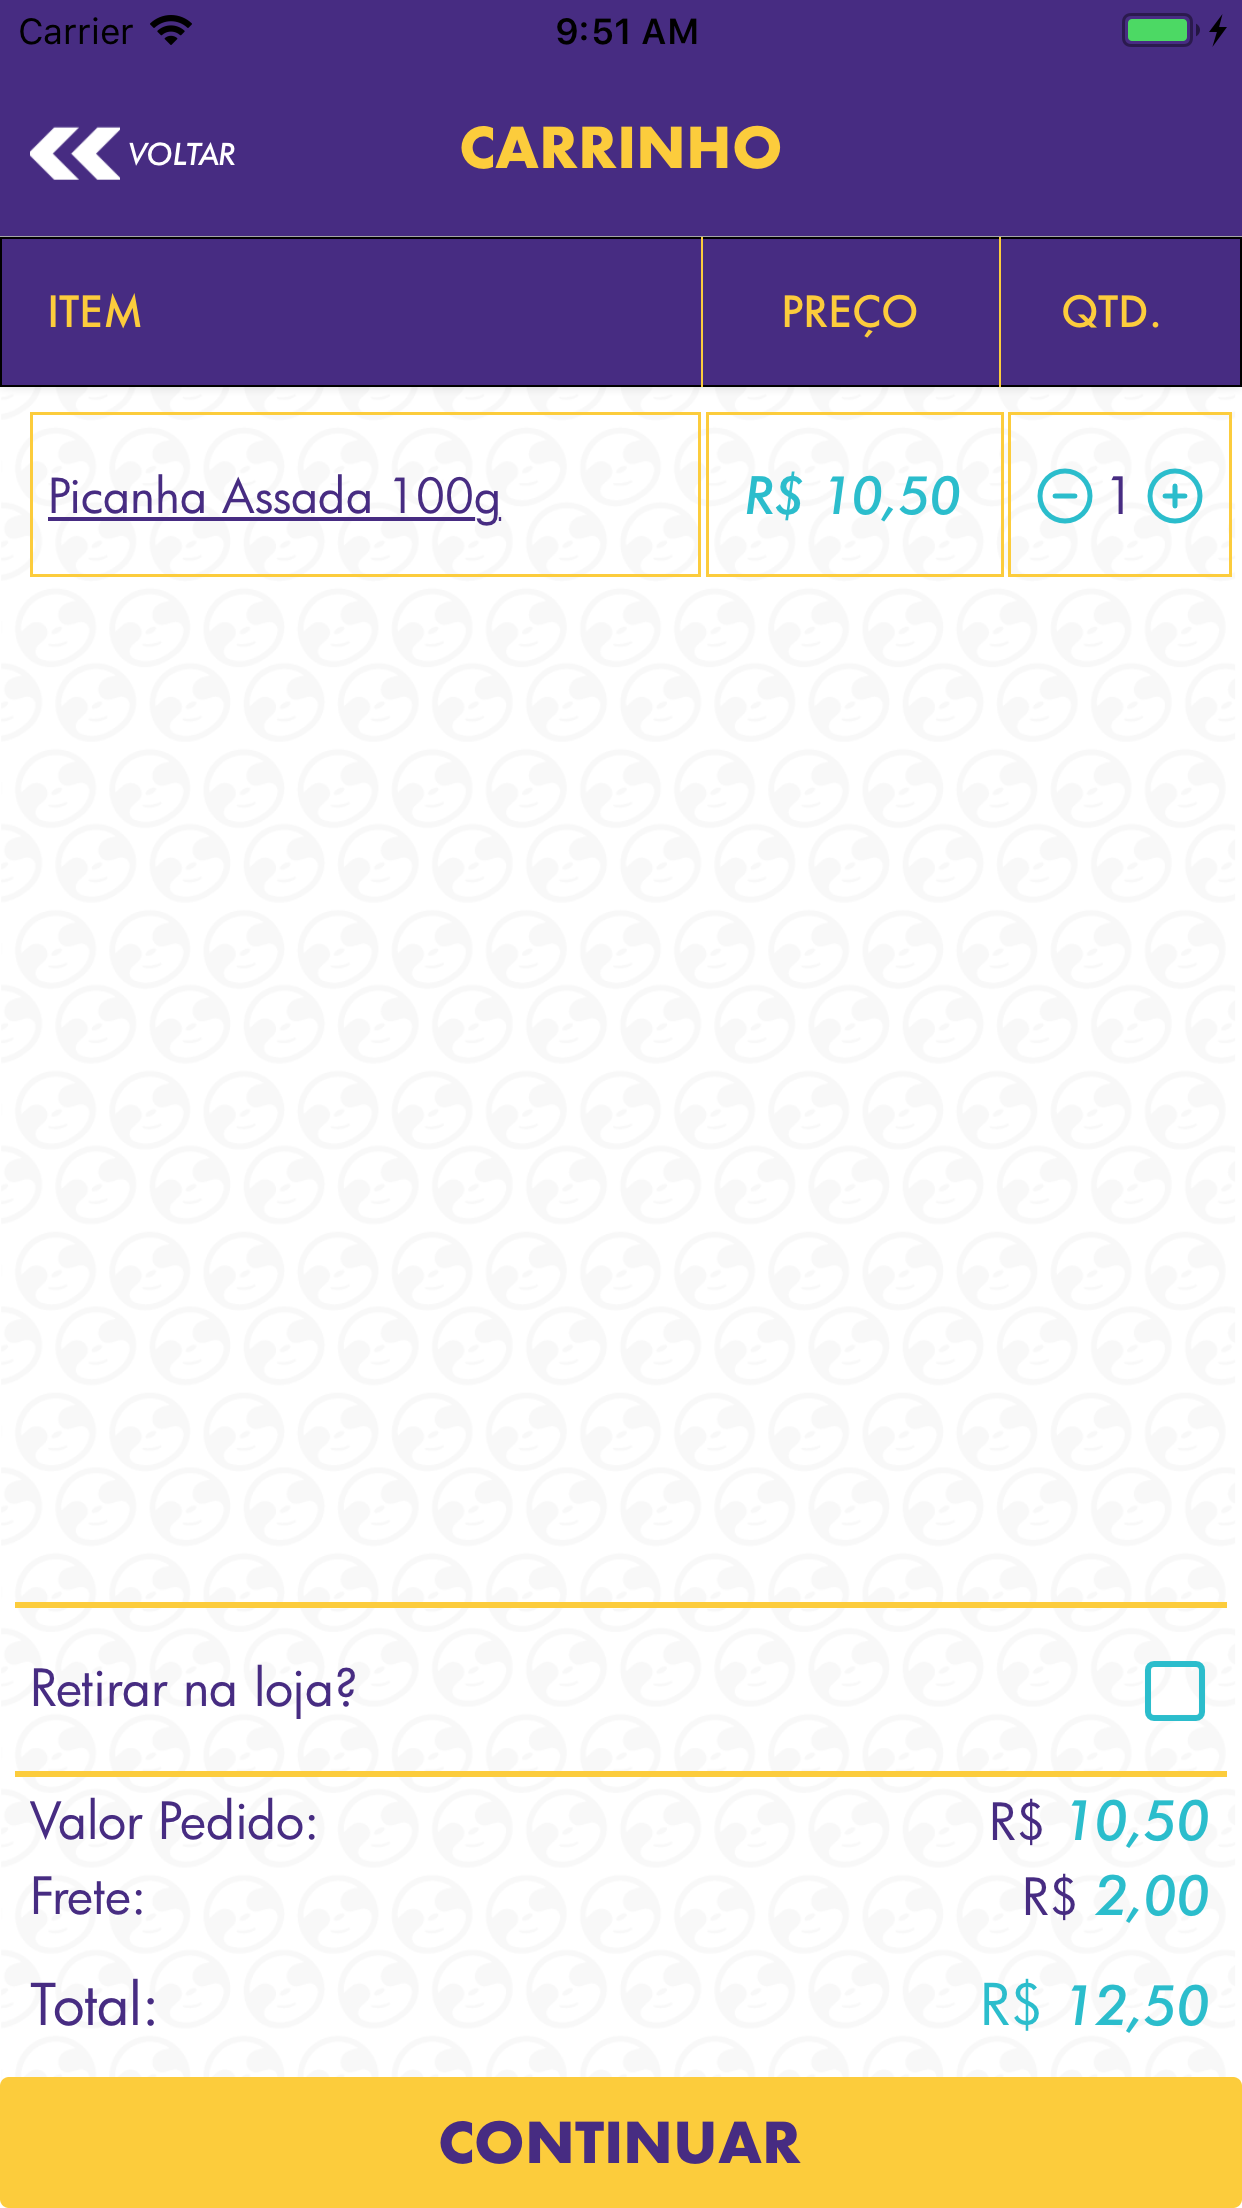 Carrier 9:51 AM
VOLTAR CARRINHO
ITEM PREÇO QTD.
Picanha Assada 100g R$ 10,50 1
Retirar na loja?
Valor Pedido: R$ 10,50
Frete: R$ 2,00
Total: R$ 12,50
CONTINUAR